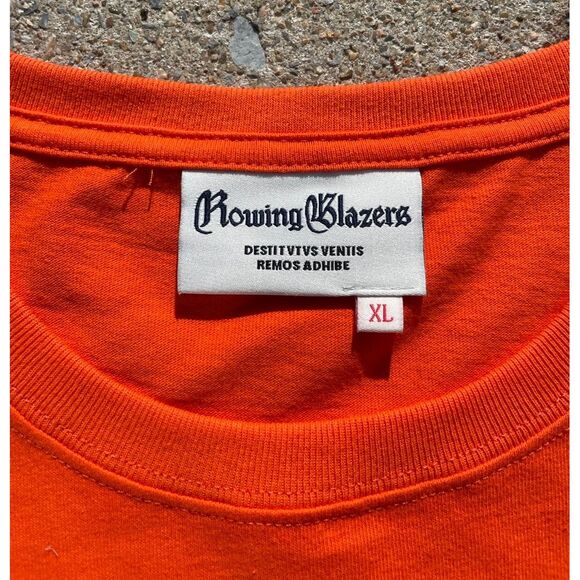 Rowing Blazers
DESTITVTVS VENTIS
REMOS ADHIBE
XL